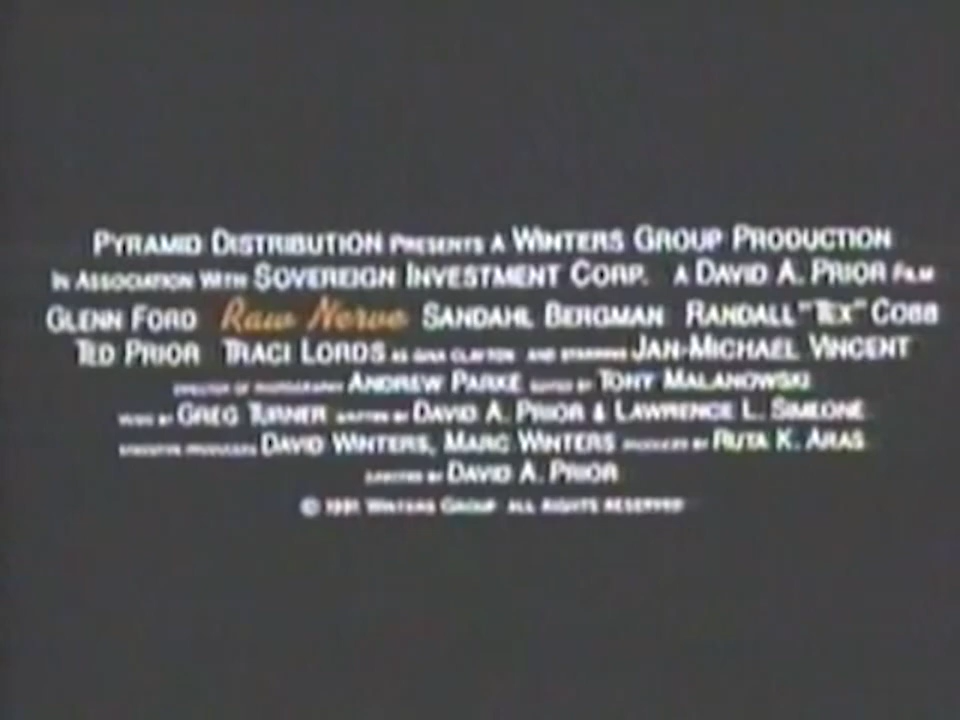 PYRAMID DISTRIBUTION PRESENTS A WINTERS GROUP PRODUCTION
IN ASSOCIATION WITH SOVEREIGN INVESTMENT CORP. A DAVID A. PRIOR FILM
GLENN FORD Raw Nerve SANDAHL BERGMAN RANDALL "TEX" COBB
TED PRIOR TRACI LORDS AS GINA CLAYTON AND STARRING JAN-MICHAEL VINCENT
DIRECTOR OF PHOTOGRAPHY ANDREW PARKE EDITED BY TONY MALANOWSKI
MUSIC BY GREG TURNER WRITTEN BY DAVID A. PRIOR & LAWRENCE L. SIMEONE
EXECUTIVE PRODUCERS DAVID WINTERS, MARC WINTERS PRODUCED BY RUTA K. ARAS
DIRECTED BY DAVID A. PRIOR
© 1991 WINTERS GROUP ALL RIGHTS RESERVED